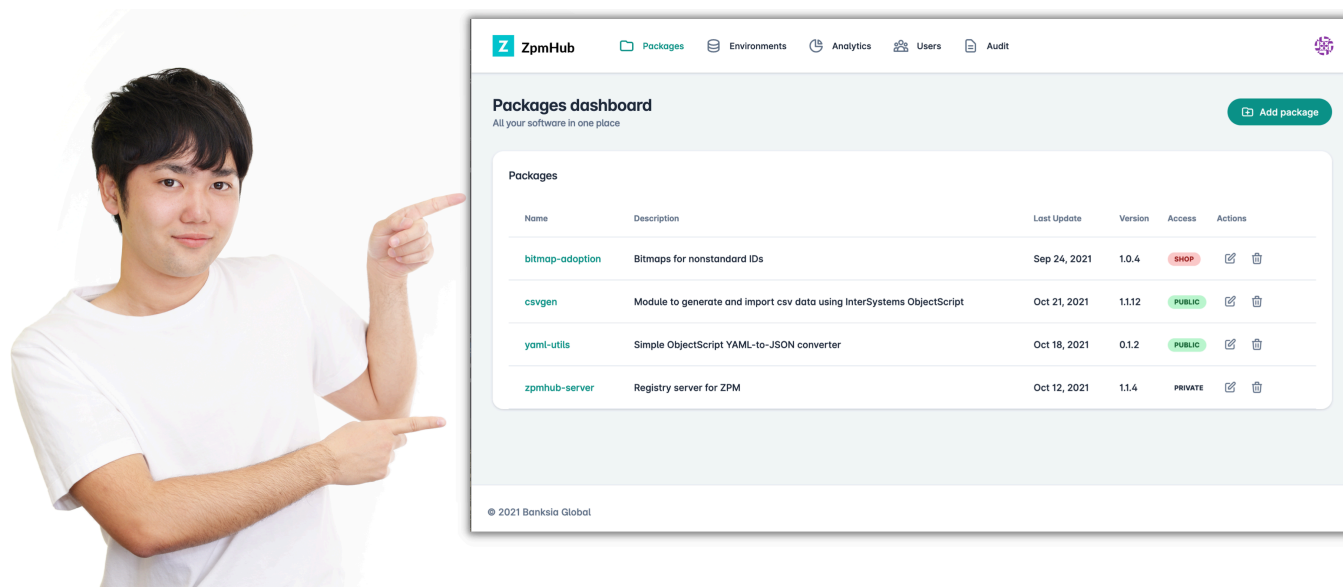 Z ZpmHub Packages Environments Analytics Users Audit
Packages dashboard
All your software in one place
Add package
Packages
Name Description Last Update Version Access Actions
bitmap-adoption Bitmaps for nonstandard IDs Sep 24, 2021 1.0.4 SHOP
csvgen Module to generate and import csv data using InterSystems ObjectScript Oct 21, 2021 1.1.12 PUBLIC
yaml-utils Simple ObjectScript YAML-to-JSON converter Oct 18, 2021 0.1.2 PUBLIC
zpmhub-server Registry server for ZPM Oct 12, 2021 1.1.4 PRIVATE
© 2021 Banksia Global